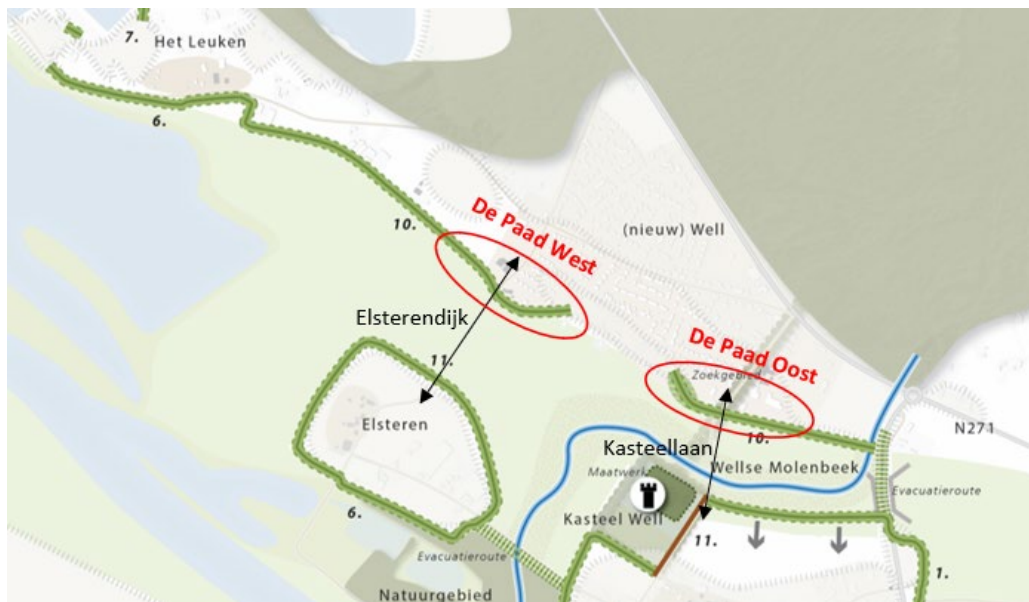 7.
Het Leuken
6.
10.
De Paad West
(nieuw) Well
Elsterendijk
11.
De Paad Oost
Zoekgebied
Elsteren
10.
N271
Kasteellaan
Maatwerk
Wellse Molenbeek
Evacuatieroute
6.
Kasteel Well
11.
Evacuatieroute
1.
Natuurgebied